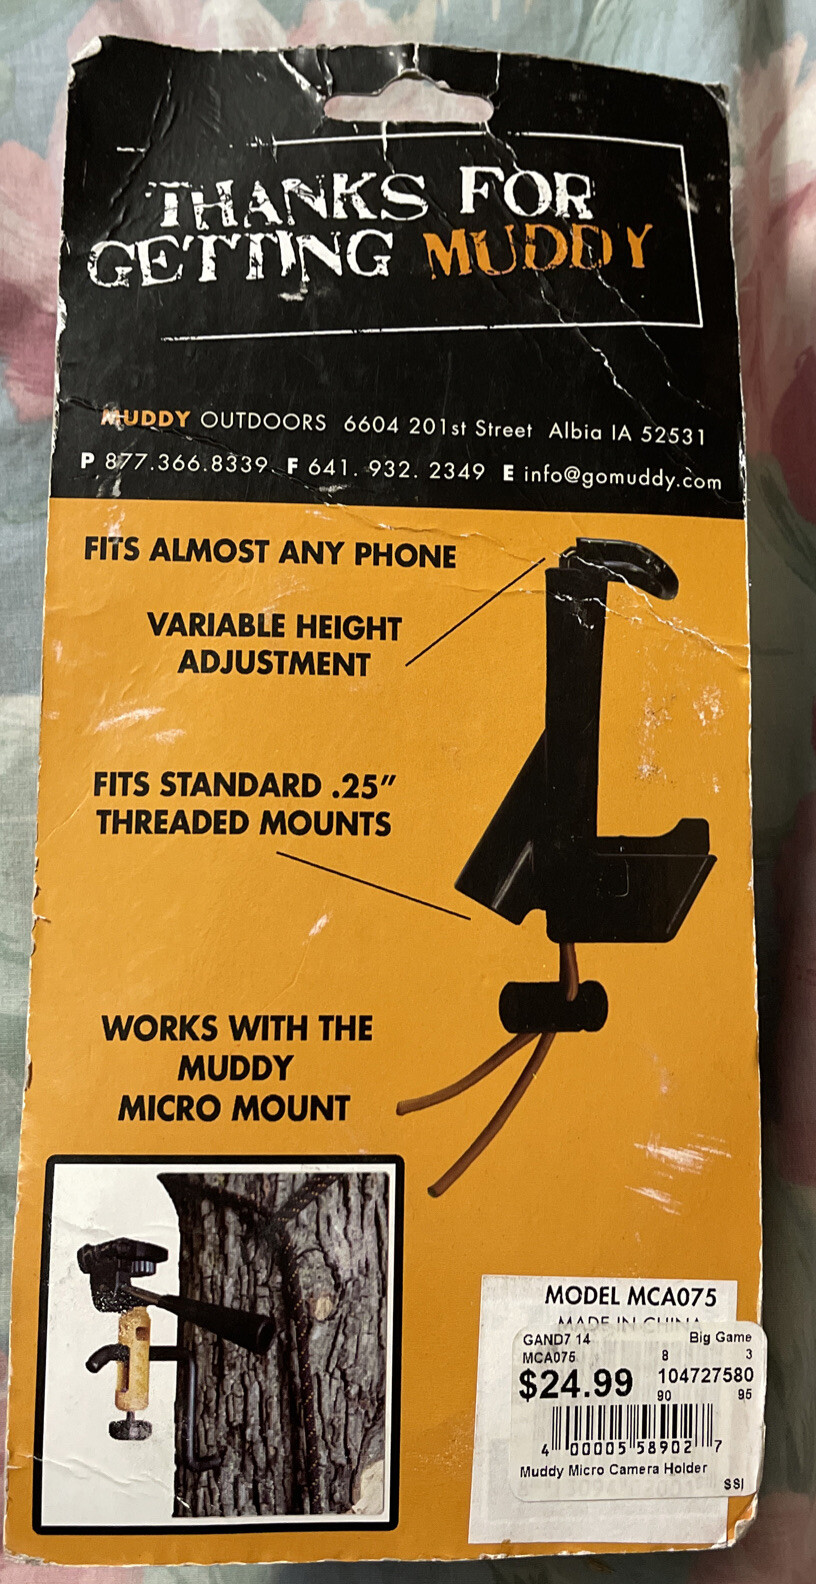 THANKS FOR
GETTING MUDDY
MUDDY OUTDOORS 6604 201st Street Albia IA 52531
P 877.366.8339 F 641. 932. 2349 E info@gomuddy.com
FITS ALMOST ANY PHONE
VARIABLE HEIGHT
ADJUSTMENT
FITS STANDARD .25”
THREADED MOUNTS
WORKS WITH THE
MUDDY
MICRO MOUNT
MODEL MCA075
MADE IN CHINA
GAND7 14 Big Game
MCA075 8 3
$24.99 104727580
90 95
4 00005 58902 7
Muddy Micro Camera Holder
SSI